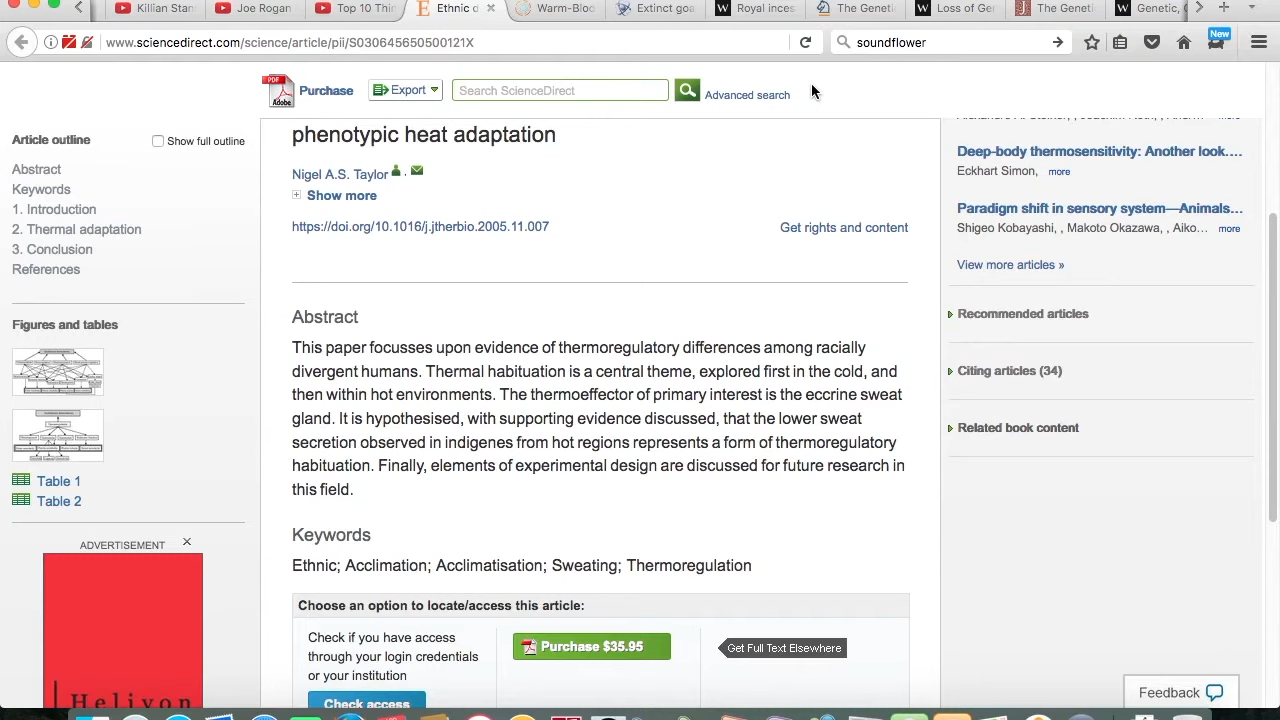 Killian Stan
Joe Rogan
Top 10 Thin
Ethnic d
Warm-Bloo
Extinct goa
Royal inces
The Geneti
Loss of Ge
The Geneti
Genetic,
www.sciencedirect.com/science/article/pii/S030645650500121X
soundflower
New
PDF
Adobe
Purchase
Export
Search ScienceDirect
Advanced search
Article outline
Show full outline
Abstract
Keywords
1. Introduction
2. Thermal adaptation
3. Conclusion
References
Figures and tables
Table 1
Table 2
ADVERTISEMENT
Helivon
phenotypic heat adaptation
Nigel A.S. Taylor
Show more
https://doi.org/10.1016/j.jtherbio.2005.11.007
Get rights and content
Abstract
This paper focusses upon evidence of thermoregulatory differences among racially
divergent humans. Thermal habituation is a central theme, explored first in the cold, and
then within hot environments. The thermoeffector of primary interest is the eccrine sweat
gland. It is hypothesised, with supporting evidence discussed, that the lower sweat
secretion observed in indigenes from hot regions represents a form of thermoregulatory
habituation. Finally, elements of experimental design are discussed for future research in
this field.
Keywords
Ethnic; Acclimation; Acclimatisation; Sweating; Thermoregulation
Choose an option to locate/access this article:
Check if you have access
through your login credentials
or your institution
Check access
Purchase $35.95
Get Full Text Elsewhere
more
Deep-body thermosensitivity: Another look....
Eckhart Simon, more
Paradigm shift in sensory system—Animals...
Shigeo Kobayashi, , Makoto Okazawa, , Aiko... more
View more articles »
Recommended articles
Citing articles (34)
Related book content
Feedback